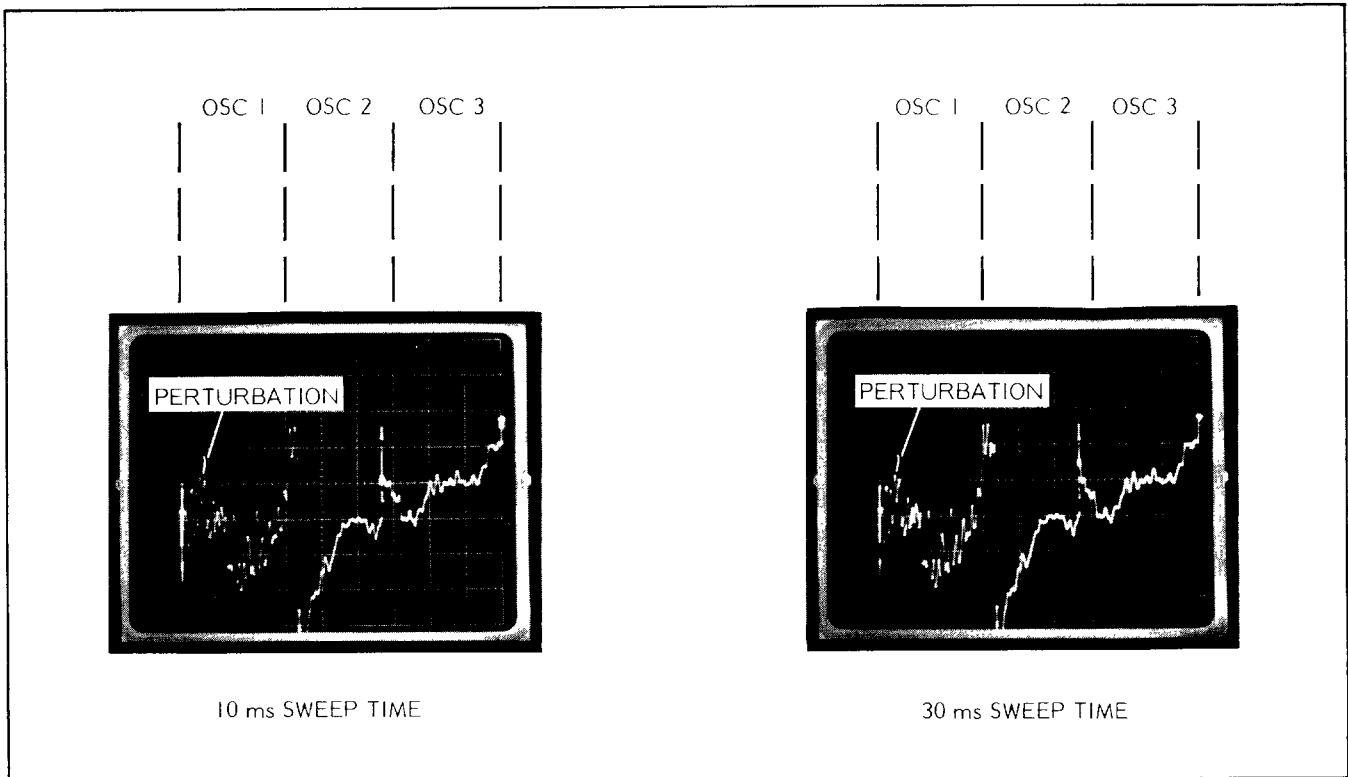 OSC 1 OSC 2 OSC 3
PERTURBATION
10 ms SWEEP TIME
OSC 1 OSC 2 OSC 3
PERTURBATION
30 ms SWEEP TIME